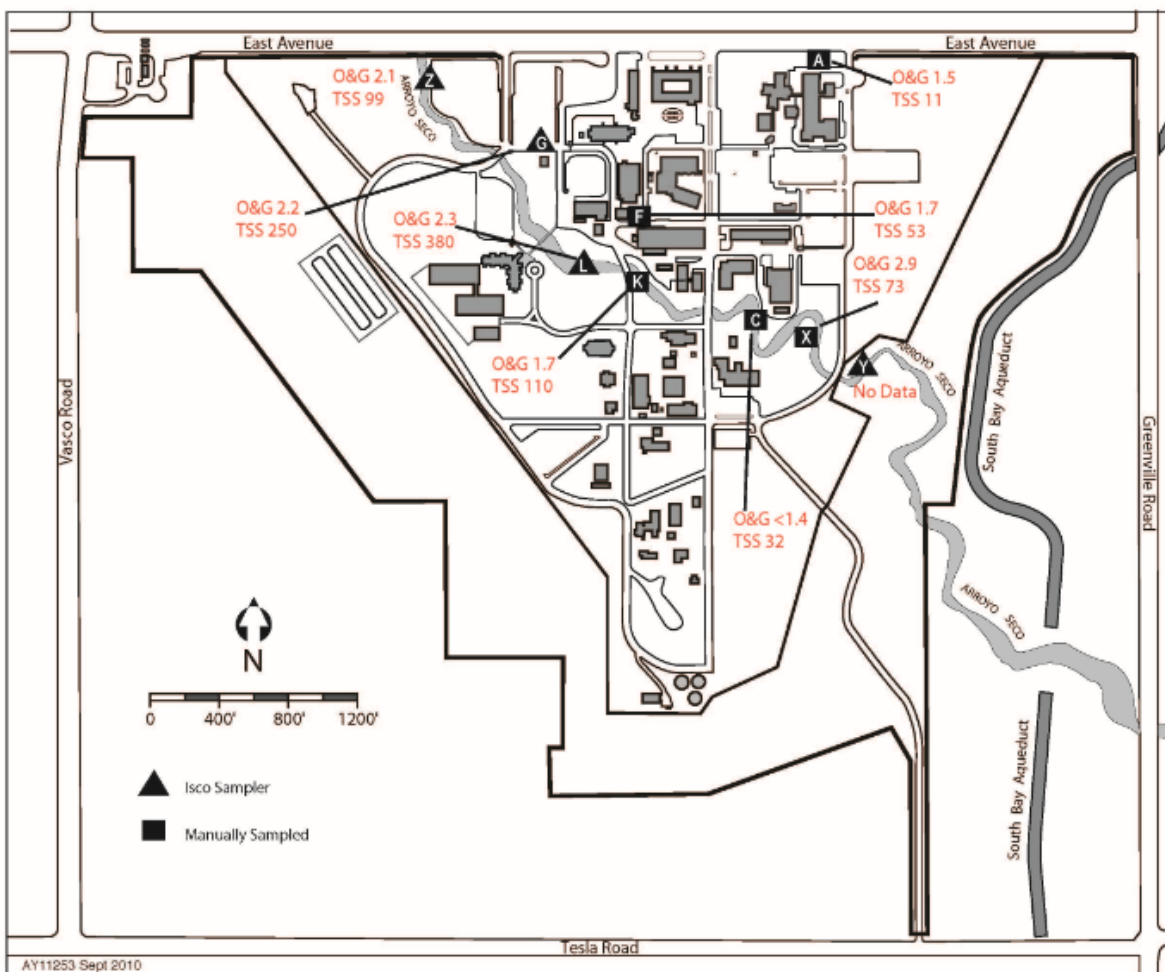 East Avenue
East Avenue
A
O&G 1.5
TSS 11
O&G 2.1
TSS 99
Z
ARROYO SECO
G
O&G 2.2
TSS 250
O&G 2.3
TSS 380
F
O&G 1.7
TSS 53
L
K
O&G 2.9
TSS 73
C
X
O&G 1.7
TSS 110
Y
No Data
ARROYO SECO
South Bay Aqueduct
Vasco Road
Greenville Road
O&G <1.4
TSS 32
ARROYO SECO
N
0 400' 800' 1200'
Isco Sampler
Manually Sampled
South Bay Aqueduct
Tesla Road
AY11253 Sept 2010